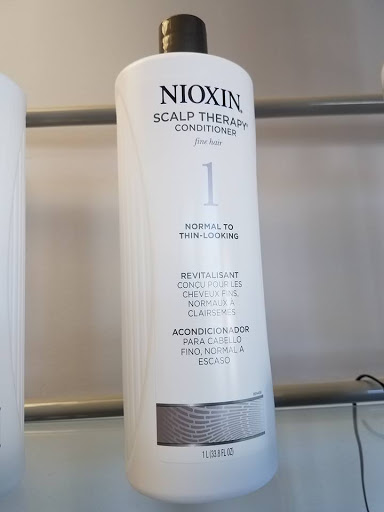 NIOXIN®
SCALP THERAPY®
CONDITIONER
fine hair
1
NORMAL TO
THIN-LOOKING
REVITALISANT
CONÇU POUR LES
CHEVEUX FINS,
NORMAUX À
CLAIRSEMÉS
ACONDICIONADOR
PARA CABELLO
FINO, NORMAL A
ESCASO
1 L (33.8 FL OZ)